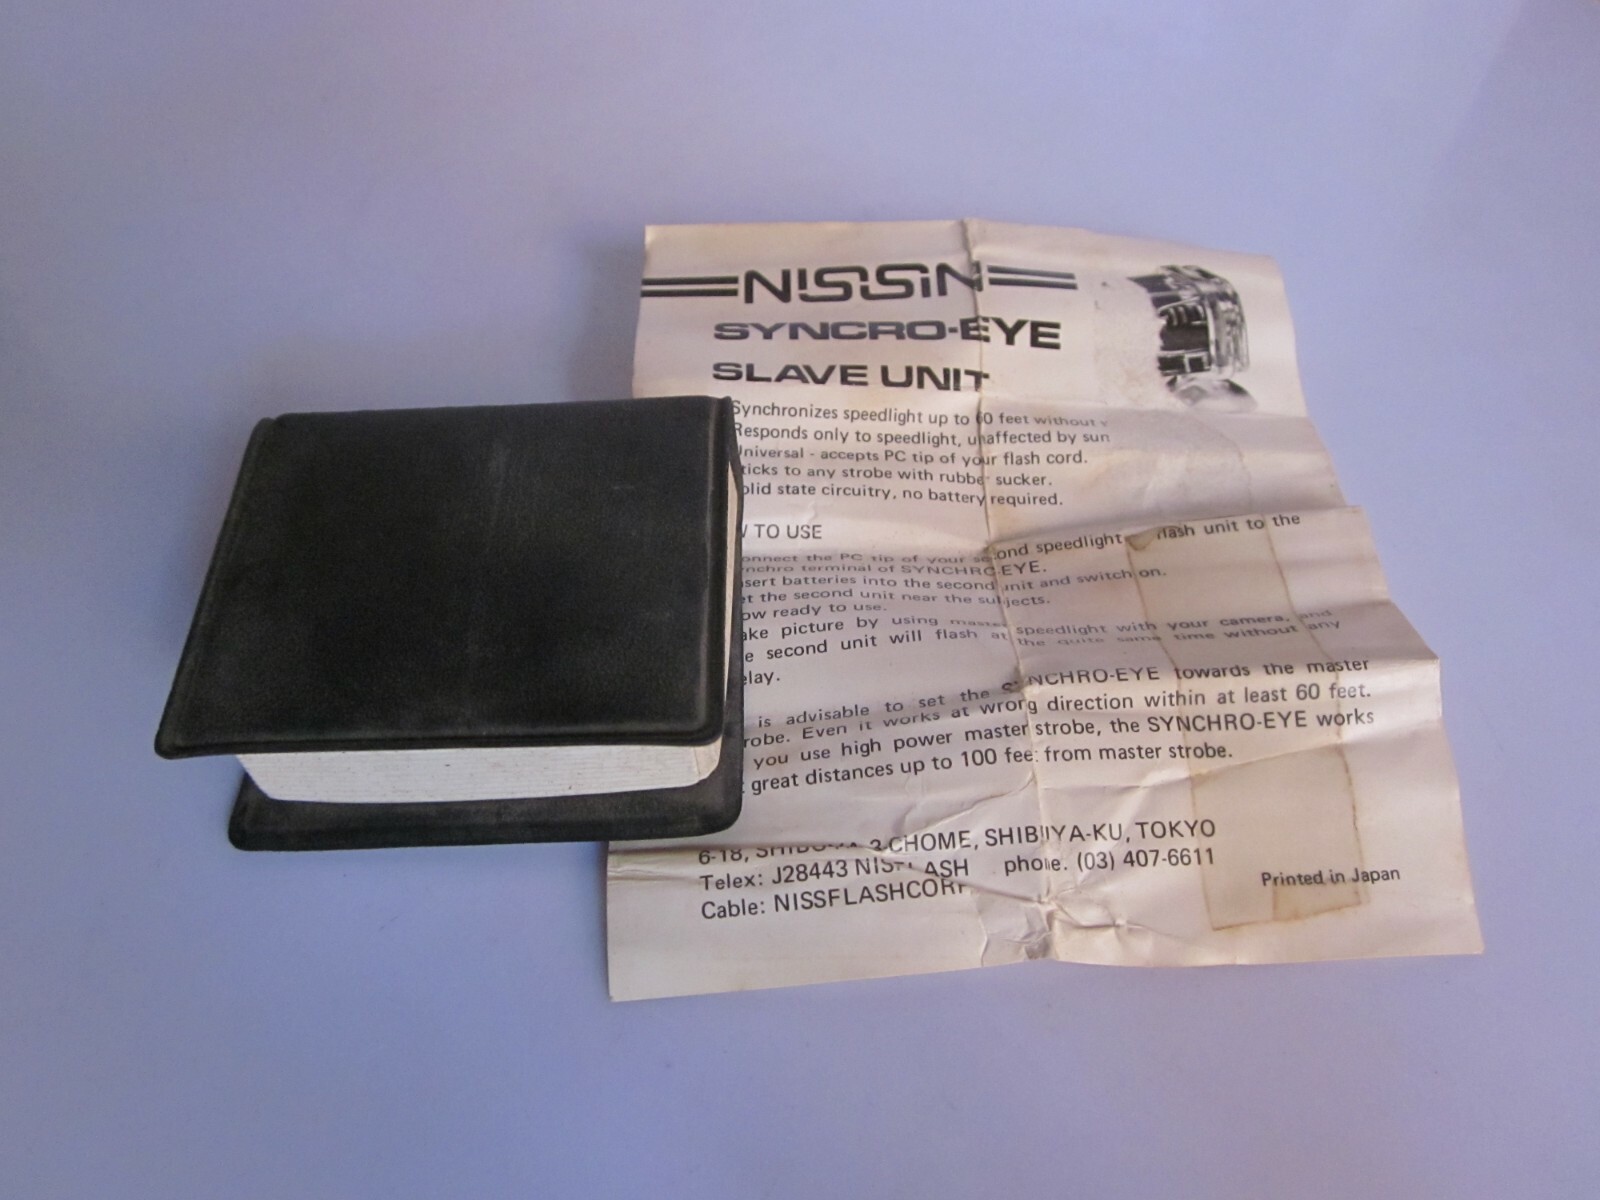 NISSIN
SYNCRO-EYE
SLAVE UNIT
Synchronizes speedlight up to 60 feet without
Responds only to speedlight, unaffected by sun
Universal - accepts PC tip of your flash cord.
ticks to any strobe with rubber sucker.
olid state circuitry, no battery required.
W TO USE
onnect the PC tip of your second speedlight flash unit to the
nchro terminal of SYNCHRO-EYE.
sert batteries into the second unit and switch on.
et the second unit near the subjects.
ow ready to use.
ake picture by using master speedlight with your camera, and
e second unit will flash at the quite same time without any
elay.
is advisable to set the SYNCHRO-EYE towards the master
robe. Even it works at wrong direction within at least 60 feet.
you use high power master strobe, the SYNCHRO-EYE works
t great distances up to 100 feet from master strobe.
6-18, 2-CHOME, SHIBUYA-KU, TOKYO
Telex: J28443 NISFLASH phone. (03) 407-6611
Cable: NISSFLASHCORP
Printed in Japan